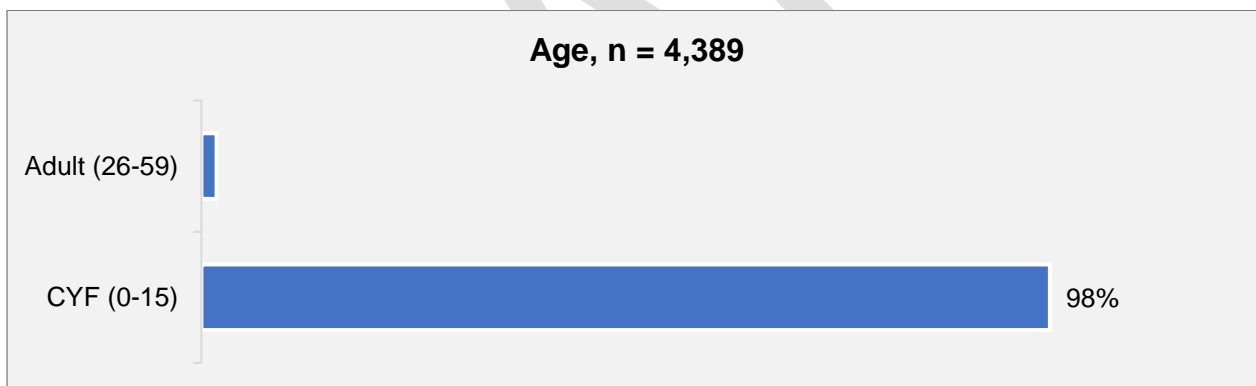 Age, n = 4,389
Adult (26-59)
CYF (0-15)
98%